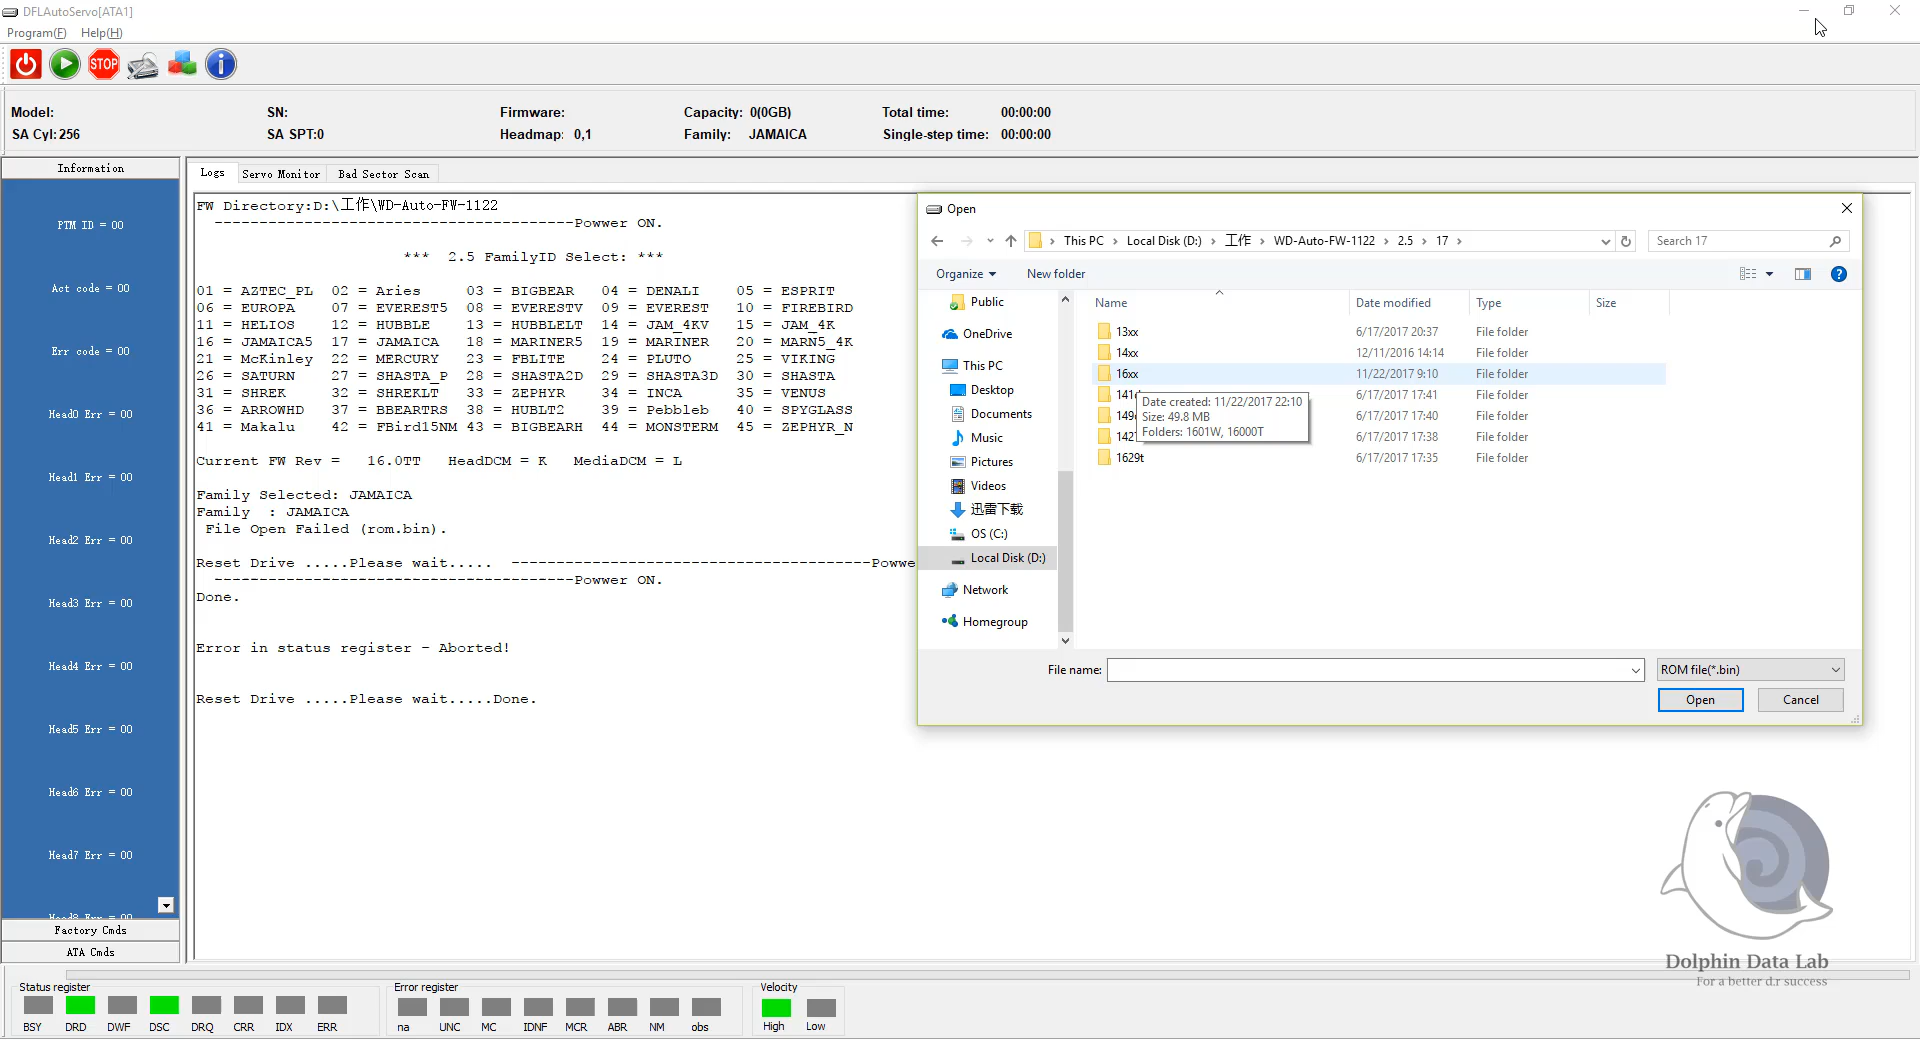 DFLAutoServo[ATA1]
Program(F) Help(H)
STOP
Model: SN: Firmware: Capacity: 0(0GB) Total time: 00:00:00
SA Cyl: 256 SA SPT:0 Headmap: 0,1 Family: JAMAICA Single-step time: 00:00:00
Information
PTM ID = 00
Act code = 00
Err code = 00
Head0 Err = 00
Head1 Err = 00
Head2 Err = 00
Head3 Err = 00
Head4 Err = 00
Head5 Err = 00
Head6 Err = 00
Head7 Err = 00
Head8 Err = 00
Factory Cmds
ATA Cmds
Logs Servo Monitor Bad Sector Scan
FW Directory:D:\工作\WD-Auto-FW-1122
----------------------------------------Powwer ON.
*** 2.5 FamilyID Select: ***
01 = AZTEC_PL 02 = Aries 03 = BIGBEAR 04 = DENALI 05 = ESPRIT
06 = EUROPA 07 = EVEREST5 08 = EVERESTV 09 = EVEREST 10 = FIREBIRD
11 = HELIOS 12 = HUBBLE 13 = HUBBLELT 14 = JAM_4KV 15 = JAM_4K
16 = JAMAICA5 17 = JAMAICA 18 = MARINER5 19 = MARINER 20 = MARN5_4K
21 = McKinley 22 = MERCURY 23 = FBLITE 24 = PLUTO 25 = VIKING
26 = SATURN 27 = SHASTA_P 28 = SHASTA2D 29 = SHASTA3D 30 = SHASTA
31 = SHREK 32 = SHREKLT 33 = ZEPHYR 34 = INCA 35 = VENUS
36 = ARROWHD 37 = BBEARTRS 38 = HUBLT2 39 = Pebbleb 40 = SPYGLASS
41 = Makalu 42 = FBird15NM 43 = BIGBEARH 44 = MONSTERM 45 = ZEPHYR_N
Current FW Rev = 16.0TT HeadDCM = K MediaDCM = L
Family Selected: JAMAICA
Family : JAMAICA
File Open Failed (rom.bin).
Reset Drive .....Please wait..... ----------------------------------------Powwe
----------------------------------------Powwer ON.
Done.
Error in status register - Aborted!
Reset Drive .....Please wait.....Done.
Open
This PC › Local Disk (D:) › 工作 › WD-Auto-FW-1122 › 2.5 › 17 ›
Search 17
Organize New folder
Public
OneDrive
This PC
Desktop
Documents
Music
Pictures
Videos
迅雷下载
OS (C:)
Local Disk (D:)
Network
Homegroup
Name Date modified Type Size
13xx 6/17/2017 20:37 File folder
14xx 12/11/2016 14:14 File folder
16xx 11/22/2017 9:10 File folder
141 6/17/2017 17:41 File folder
149 6/17/2017 17:40 File folder
142 6/17/2017 17:38 File folder
1629t 6/17/2017 17:35 File folder
Date created: 11/22/2017 22:10
Size: 49.8 MB
Folders: 1601W, 16000T
File name:
ROM file(*.bin)
Open Cancel
Dolphin Data Lab
For a better d.r success
Status register
BSY DRD DWF DSC DRQ CRR IDX ERR
Error register
na UNC MC IDNF MCR ABR NM obs
Velocity
High Low